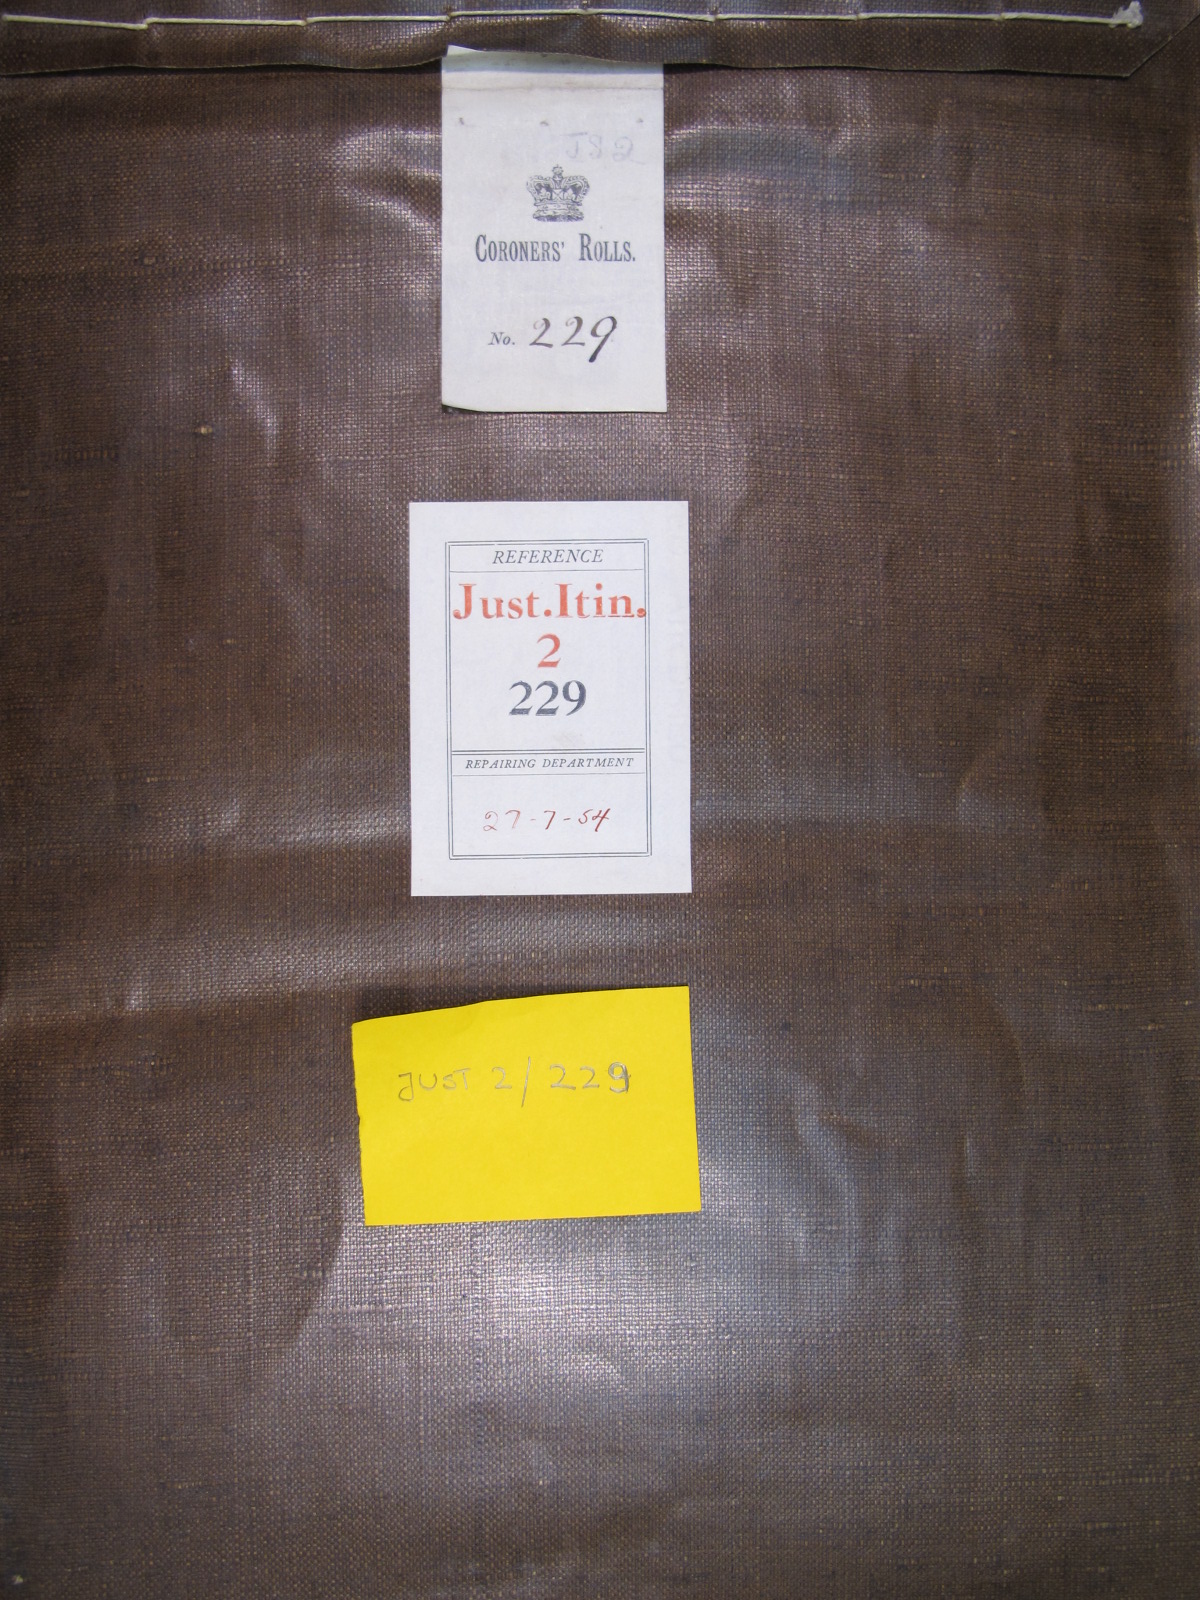 JS2
CORONERS' ROLLS.
No. 229
REFERENCE
Just.Itin.
2
229
REPAIRING DEPARTMENT
27-7-54
JUST 2/229